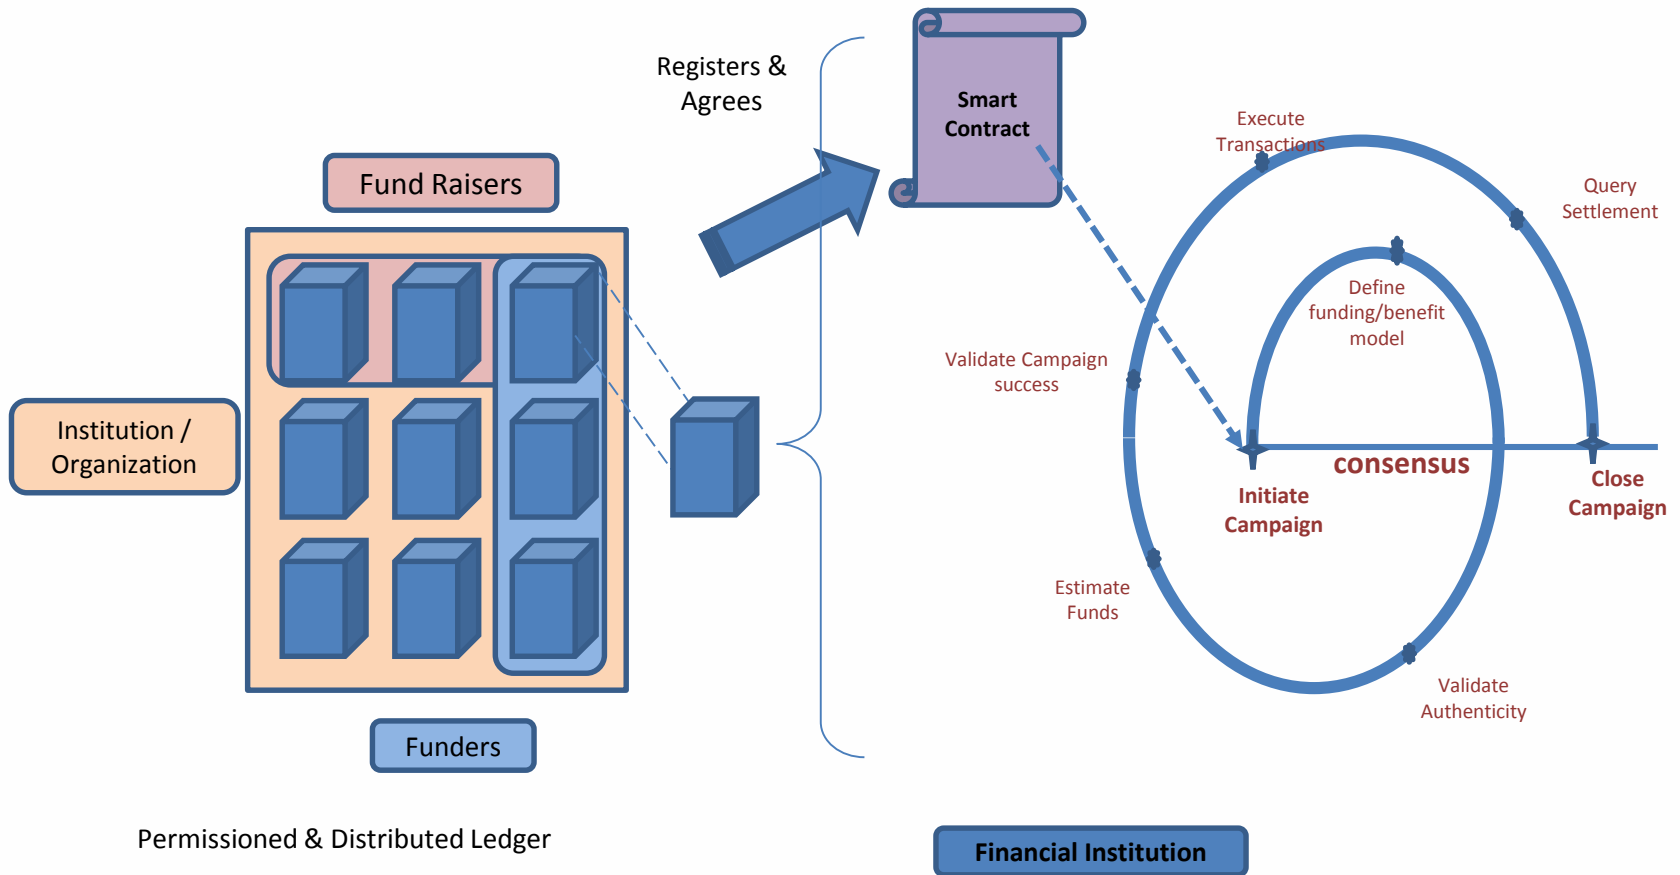 Registers &
Agrees
Smart
Contract
Execute
Transactions
Query
Settlement
Fund Raisers
Define
funding/benefit
model
Validate Campaign
success
Institution /
Organization
consensus
Initiate
Campaign
Close
Campaign
Estimate
Funds
Validate
Authenticity
Funders
Permissioned & Distributed Ledger
Financial Institution